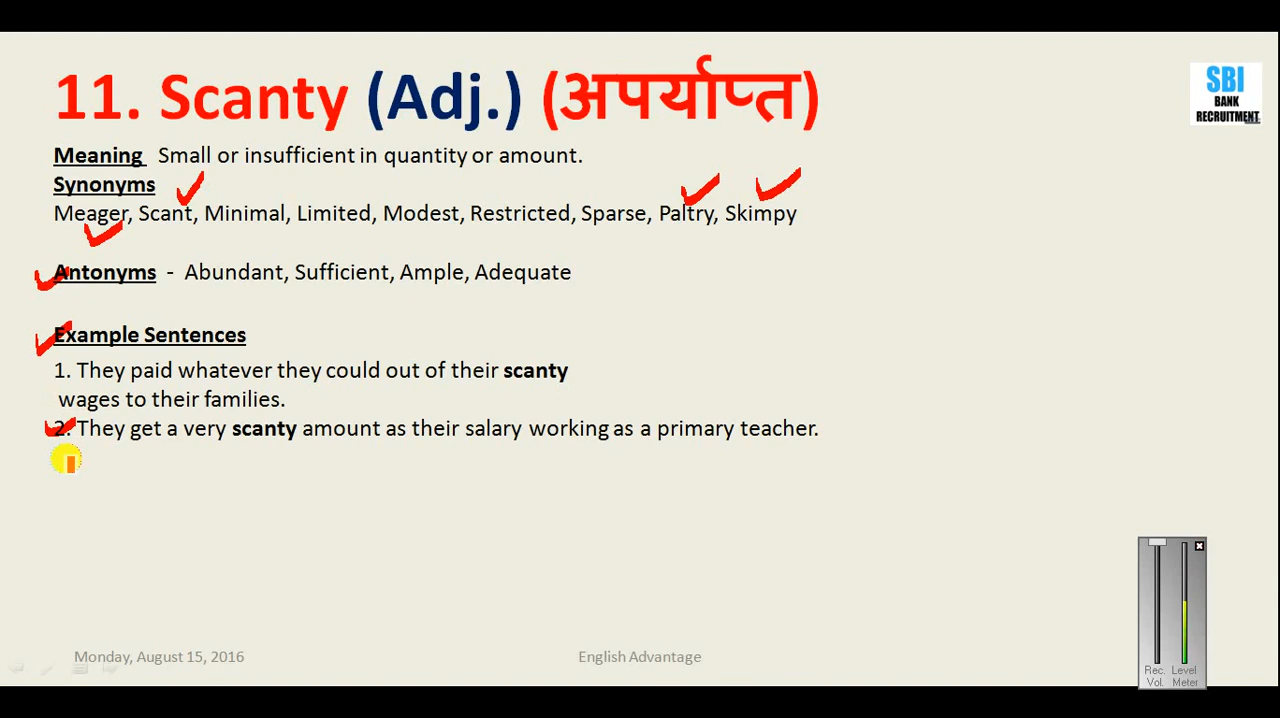 11. Scanty (Adj.) (अपर्याप्त)
SBI
BANK
RECRUITMENT
Meaning  Small or insufficient in quantity or amount.
Synonyms
Meager, Scant, Minimal, Limited, Modest, Restricted, Sparse, Paltry, Skimpy
Antonyms - Abundant, Sufficient, Ample, Adequate
Example Sentences
1. They paid whatever they could out of their scanty
wages to their families.
2. They get a very scanty amount as their salary working as a primary teacher.
Monday, August 15, 2016
English Advantage
Rec. Level
Vol. Meter